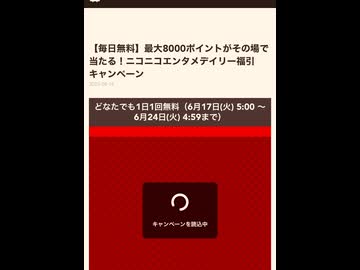 【毎日無料】最大8000ポイントがその場で
当たる！ニコニコエンタメデイリー福引
キャンペーン
どなたでも1日1回無料（6月17日(火) 5:00 〜
6月24日(火) 4:59まで）
キャンペーンを読込中